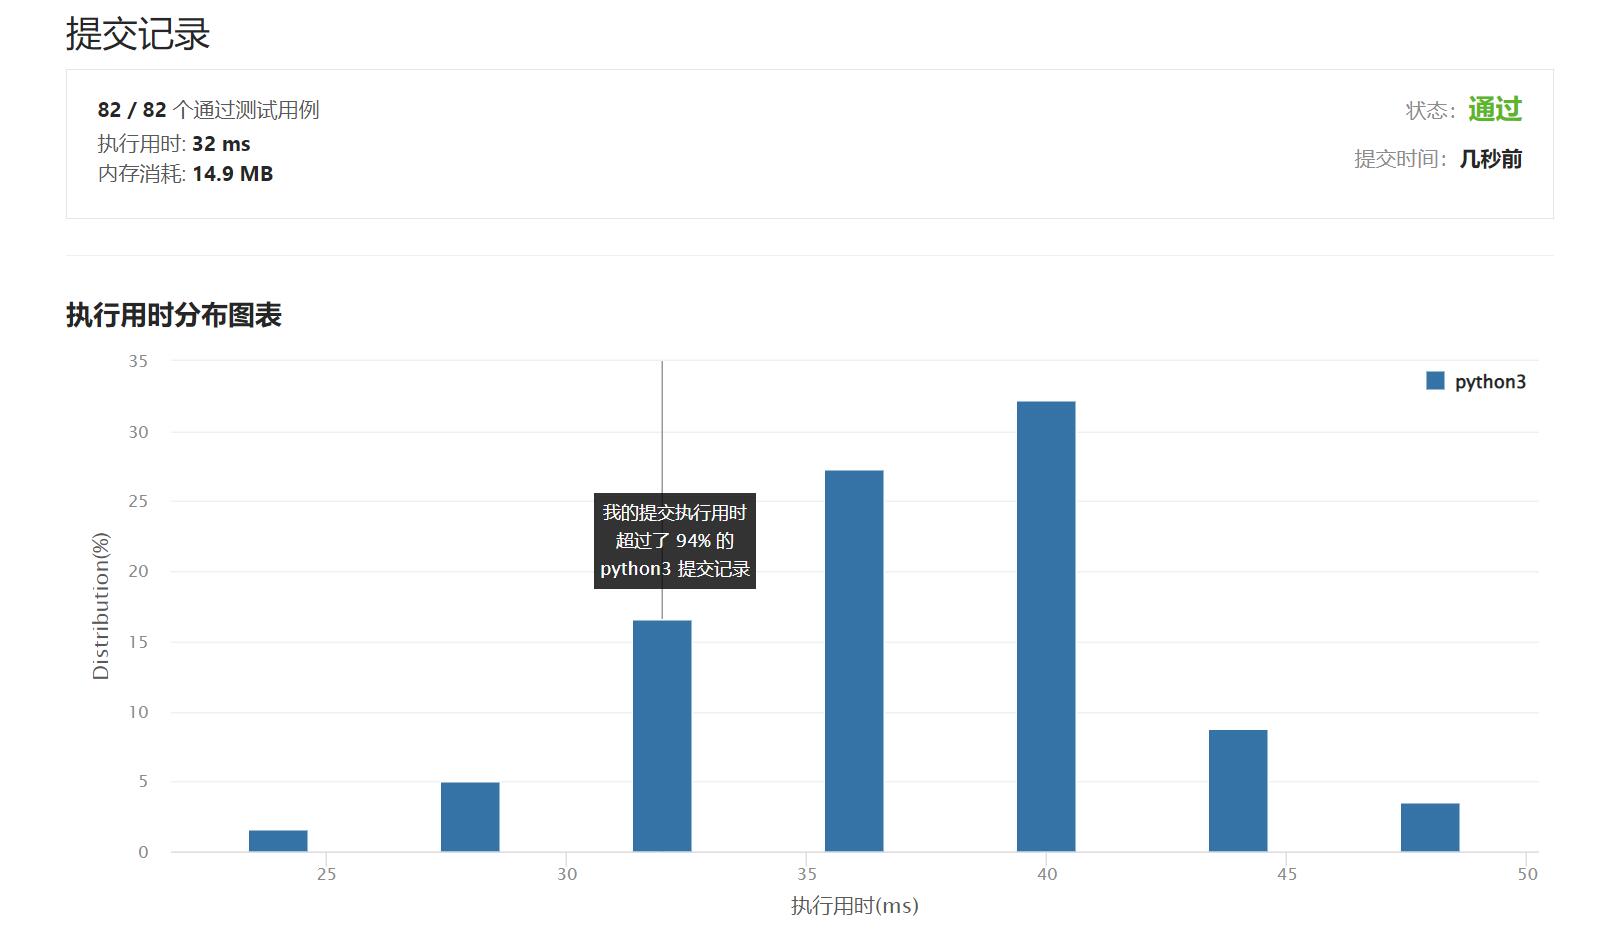 提交记录
82 / 82 个通过测试用例
状态：通过
执行用时: 32 ms
提交时间：几秒前
内存消耗: 14.9 MB
执行用时分布图表
35
30
25
20
15
10
5
0
Distribution(%)
python3
我的提交执行用时
超过了 94% 的
python3 提交记录
25 30 35 40 45 50
执行用时(ms)